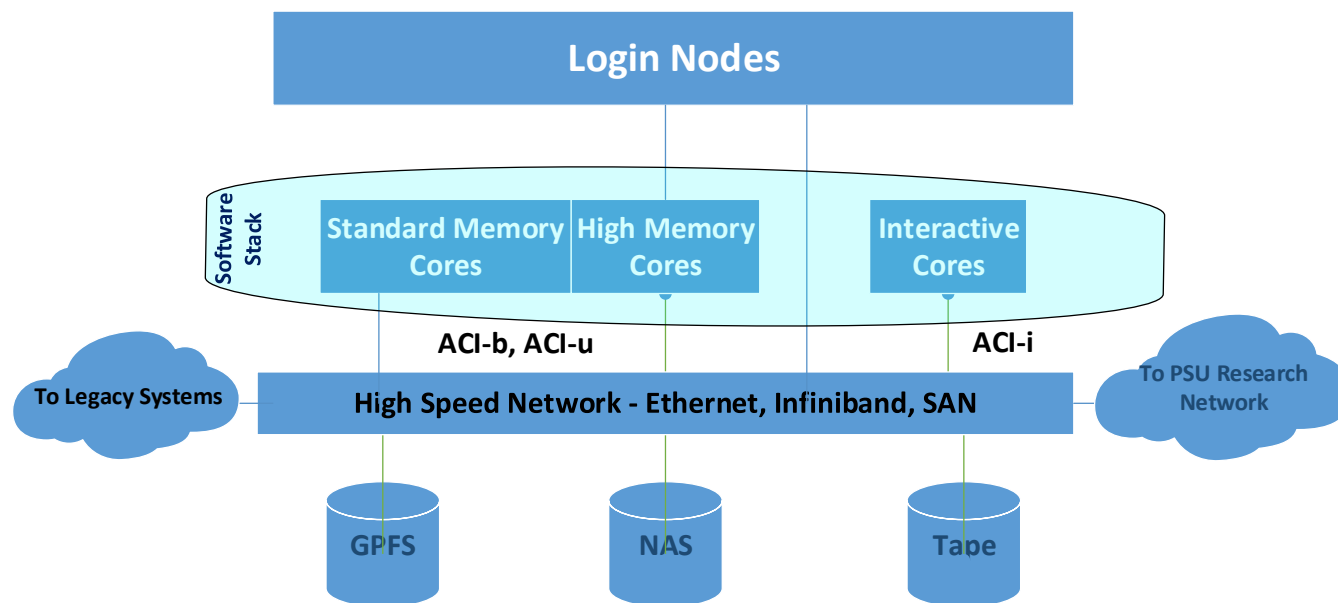 Login Nodes
Software
Stack
Standard Memory
Cores
High Memory
Cores
Interactive
Cores
ACI-b, ACI-u
ACI-i
To Legacy Systems
High Speed Network - Ethernet, Infiniband, SAN
To PSU Research
Network
GPFS
NAS
Tape